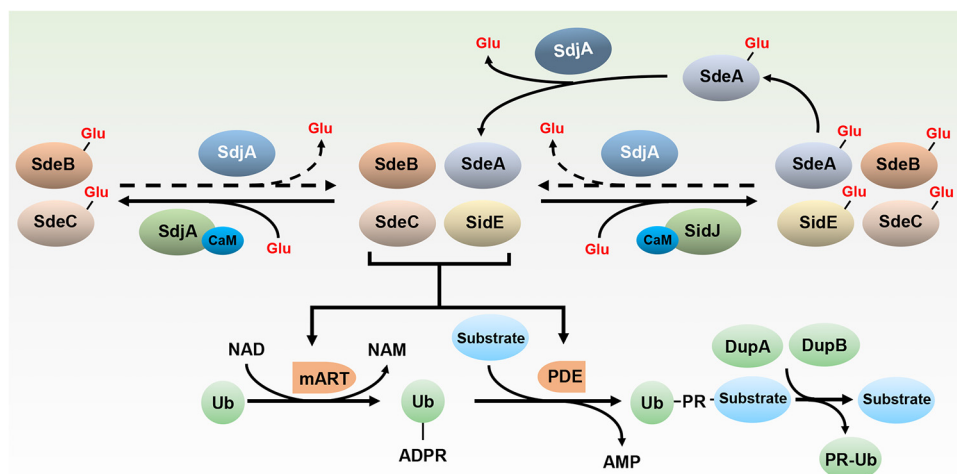 Glu
SdjA
Glu
SdeA
Glu
SdeB
SdjA
Glu
SdeB
SdeA
Glu
SdjA
Glu
SdeA
Glu
SdeB
Glu
SdeC
SdjA
CaM
Glu
SdeC
SidE
Glu
CaM
SidJ
Glu
SidE
Glu
SdeC
NAD
mART
NAM
Ub
Ub
ADPR
Substrate
PDE
AMP
Ub
PR
Substrate
DupA
DupB
Substrate
PR-Ub